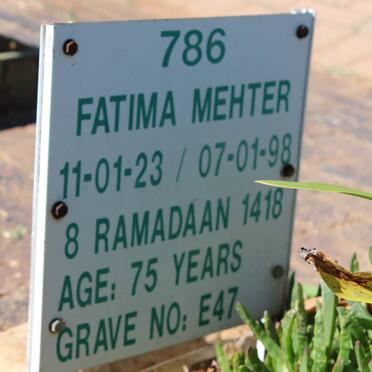 786
FATIMA MEHTER
11-01-23 / 07-01-98
8 RAMADAAN 1418
AGE: 75 YEARS
GRAVE NO: E47